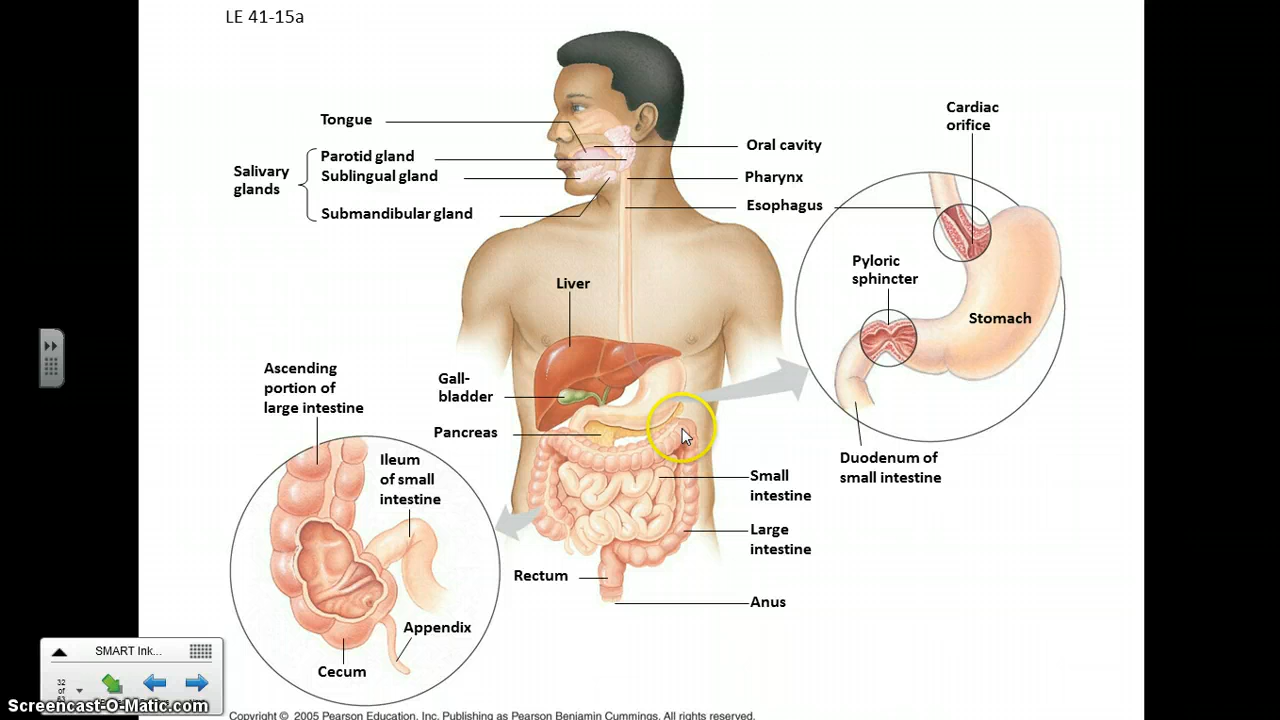 LE 41-15a
Tongue
Salivary
glands
Parotid gland
Sublingual gland
Submandibular gland
Oral cavity
Pharynx
Esophagus
Cardiac
orifice
Pyloric
sphincter
Stomach
Duodenum of
small intestine
Liver
Gall-
bladder
Pancreas
Small
intestine
Large
intestine
Rectum
Anus
Ascending
portion of
large intestine
Ileum
of small
intestine
Appendix
Cecum
SMART Ink...
32
of
Screencast-O-Matic.com
Copyright © 2005 Pearson Education, Inc. Publishing as Pearson Benjamin Cummings. All rights reserved.